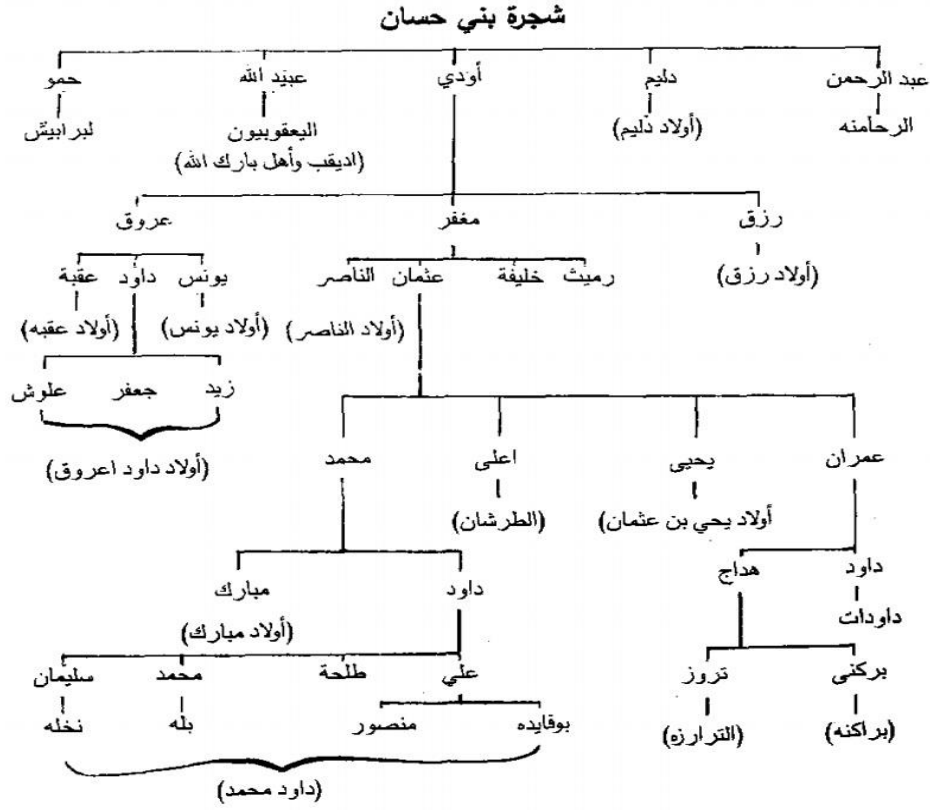 شجرة بني حسان
عبد الرحمن دليم أودي عبيد الله حمو
الرحامنه (أولاد دليم) اليعقوبيون لبرابيش
(اديقب وأهل بارك الله)
رزق مغفر عروق
(أولاد رزق) رميث خليفة عثمان الناصر يونس داود عقبة
(أولاد الناصر) (أولاد يونس) (أولاد عقبه)
زيد جعفر علوش
(أولاد داود اعروق)
عمران يحيى اعلى محمد
أولاد يحي بن عثمان) (الطرشان)
داود هداج داود مبارك
داودات (أولاد مبارك)
بركني تروز علي طلحة محمد سليمان
(براكنه) (الترارزه) بوفايده منصور بله نخله
(داود محمد)